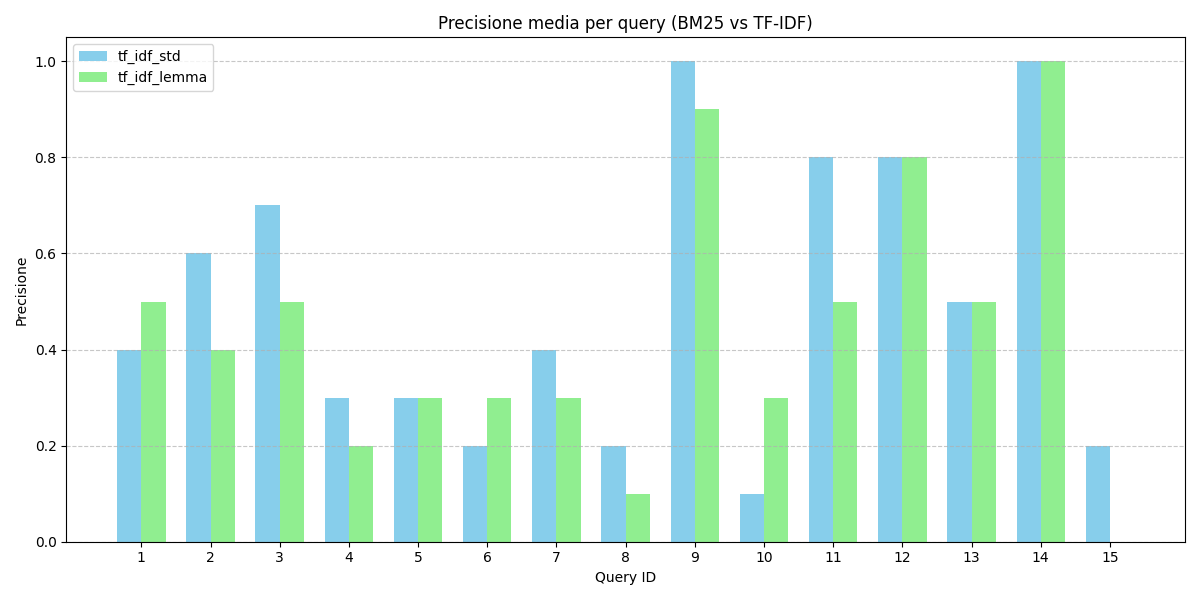 Precisione media per query (BM25 vs TF-IDF)
tf_idf_std
tf_idf_lemma
Precisione
1.0
0.8
0.6
0.4
0.2
0.0
1 2 3 4 5 6 7 8 9 10 11 12 13 14 15
Query ID